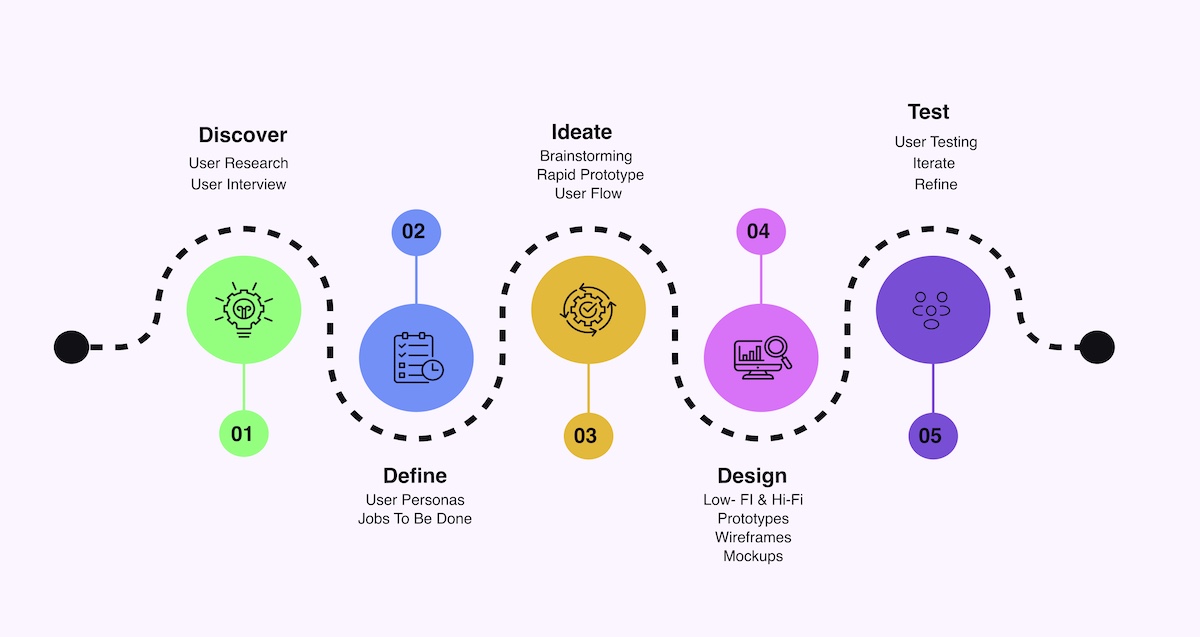 Discover
User Research
User Interview
01
02
Define
User Personas
Jobs To Be Done
Ideate
Brainstorming
Rapid Prototype
User Flow
03
04
Design
Low- FI & Hi-Fi
Prototypes
Wireframes
Mockups
Test
User Testing
Iterate
Refine
05